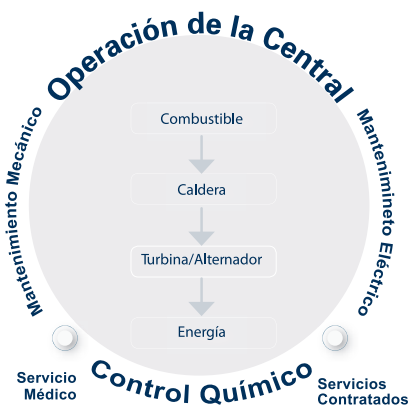 Operación de la Central
Mantenimiento Mecánico
Mantenimineto Eléctrico
Combustible
Caldera
Turbina/Alternador
Energía
Servicio
Médico
Control Químico
Servicios
Contratados